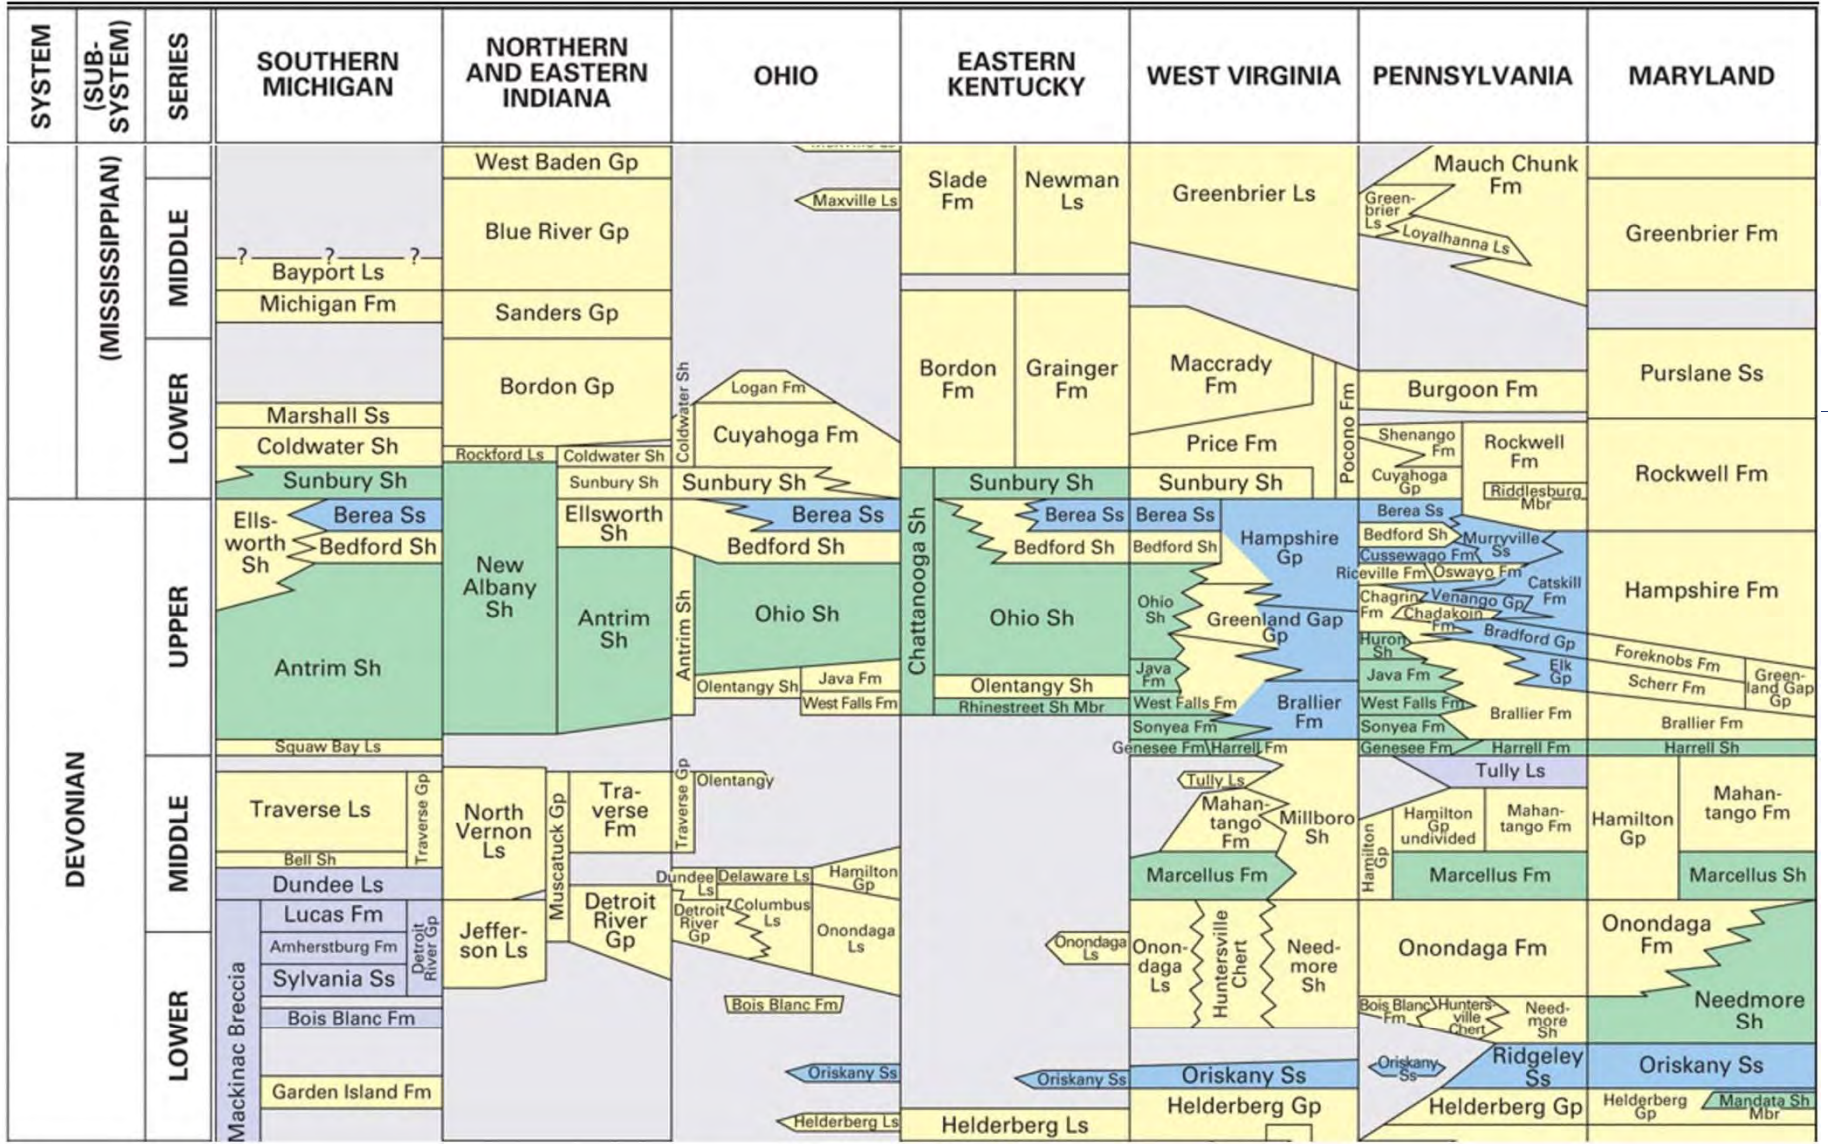 SYSTEM
(SUB-
SYSTEM)
SERIES
SOUTHERN
MICHIGAN
NORTHERN
AND EASTERN
INDIANA
OHIO
EASTERN
KENTUCKY
WEST VIRGINIA
PENNSYLVANIA
MARYLAND
(MISSISSIPPIAN)
DEVONIAN
MIDDLE
LOWER
UPPER
MIDDLE
LOWER
? ? ?
Bayport Ls
Michigan Fm
Marshall Ss
Coldwater Sh
Sunbury Sh
Ells-
worth
Sh
Berea Ss
Bedford Sh
Antrim Sh
Squaw Bay Ls
Traverse Ls
Traverse Gp
Bell Sh
Dundee Ls
Lucas Fm
Amherstburg Fm
Sylvania Ss
Detroit
River Gp
Bois Blanc Fm
Garden Island Fm
Mackinac Breccia
West Baden Gp
Blue River Gp
Sanders Gp
Bordon Gp
Rockford Ls
Coldwater Sh
Sunbury Sh
Ellsworth
Sh
New
Albany
Sh
Antrim
Sh
North
Vernon
Ls
Muscatuck Gp
Tra-
verse
Fm
Jeffer-
son Ls
Detroit
River
Gp
Maxville Ls
Coldwater Sh
Logan Fm
Cuyahoga Fm
Sunbury Sh
Berea Ss
Bedford Sh
Antrim Sh
Ohio Sh
Olentangy Sh
Java Fm
West Falls Fm
Traverse Gp
Olentangy
Dundee
Ls
Delaware Ls
Hamilton
Gp
Detroit
River
Gp
Columbus
Ls
Onondaga
Ls
Bois Blanc Fm
Oriskany Ss
Helderberg Ls
Slade
Fm
Newman
Ls
Bordon
Fm
Grainger
Fm
Chattanooga Sh
Sunbury Sh
Berea Ss
Bedford Sh
Ohio Sh
Olentangy Sh
Rhinestreet Sh Mbr
Onondaga
Ls
Oriskany Ss
Helderberg Ls
Greenbrier Ls
Maccrady
Fm
Price Fm
Pocono Fm
Sunbury Sh
Berea Ss
Bedford Sh
Hampshire
Gp
Ohio
Sh
Greenland Gap
Gp
Java
Fm
West Falls Fm
Brallier
Fm
Sonyea Fm
Genesee Fm\Harrell Fm
Tully Ls
Mahan-
tango
Fm
Millboro
Sh
Marcellus Fm
Onon-
daga
Ls
Huntersville
Chert
Need-
more
Sh
Oriskany Ss
Helderberg Gp
Mauch Chunk
Fm
Green-
brier
Ls
Loyalhanna Ls
Burgoon Fm
Shenango
Fm
Cuyahoga
Gp
Rockwell
Fm
Riddlesburg
Mbr
Berea Ss
Bedford Sh
Murryville
Ss
Cussewago Fm
Riceville Fm
Oswayo Fm
Catskill
Fm
Chagrin
Fm
Venango Gp
Chadakoin
Fm
Bradford Gp
Huron
Sh
Elk
Gp
Java Fm
West Falls Fm
Brallier Fm
Sonyea Fm
Genesee Fm
Harrell Fm
Tully Ls
Hamilton
Gp
Hamilton
Gp
undivided
Mahan-
tango Fm
Marcellus Fm
Onondaga Fm
Bois Blanc
Fm
Hunters-
ville
Chert
Need-
more
Sh
Oriskany
Ss
Ridgeley
Ss
Helderberg Gp
Greenbrier Fm
Purslane Ss
Rockwell Fm
Hampshire Fm
Foreknobs Fm
Scherr Fm
Green-
land Gap
Gp
Brallier Fm
Harrell Sh
Hamilton
Gp
Mahan-
tango Fm
Marcellus Sh
Onondaga
Fm
Needmore
Sh
Oriskany Ss
Helderberg
Gp
Mandata Sh
Mbr